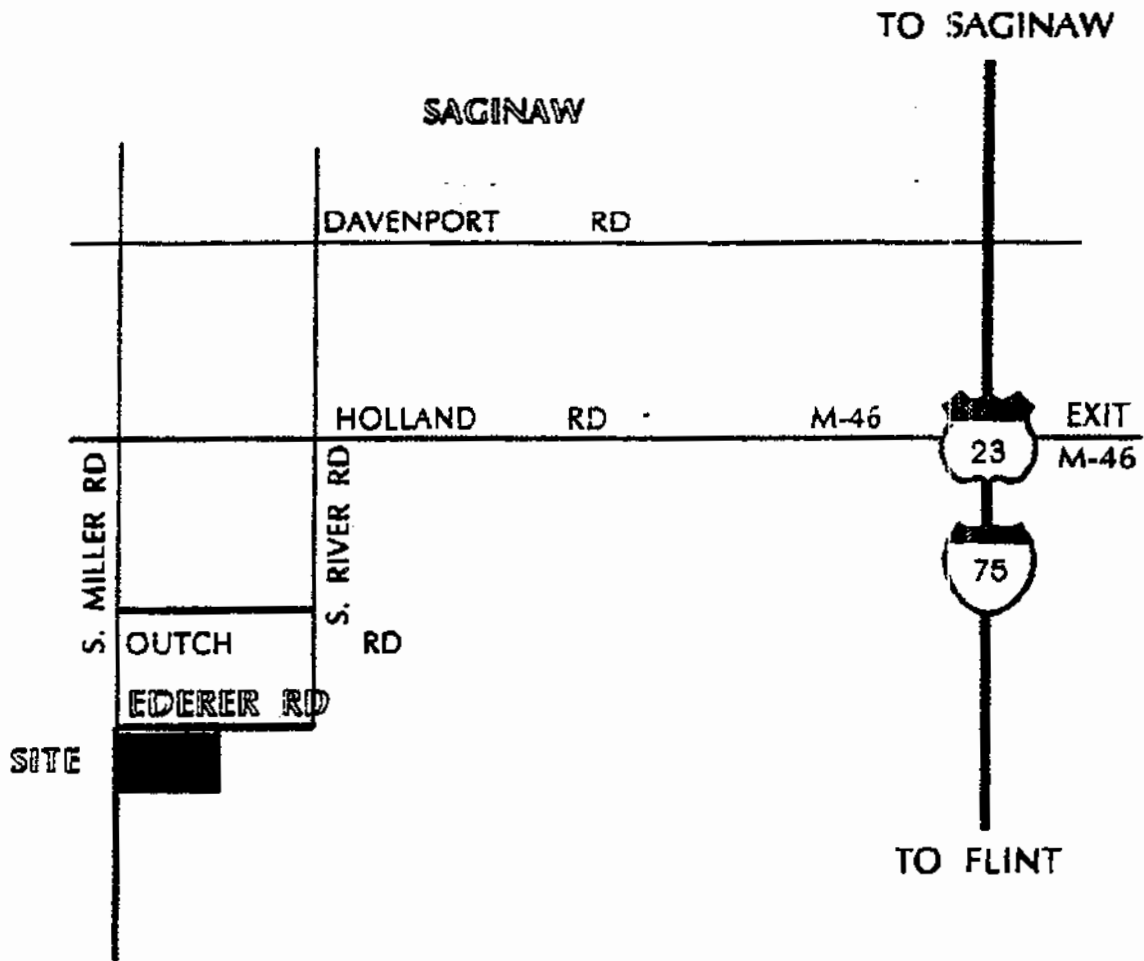 TO SAGINAW
SAGINAW
DAVENPORT RD
HOLLAND RD M-46
EXIT
23
M-46
S. MILLER RD
S. RIVER RD
75
OUTCH RD
EDERER RD
SITE
TO FLINT